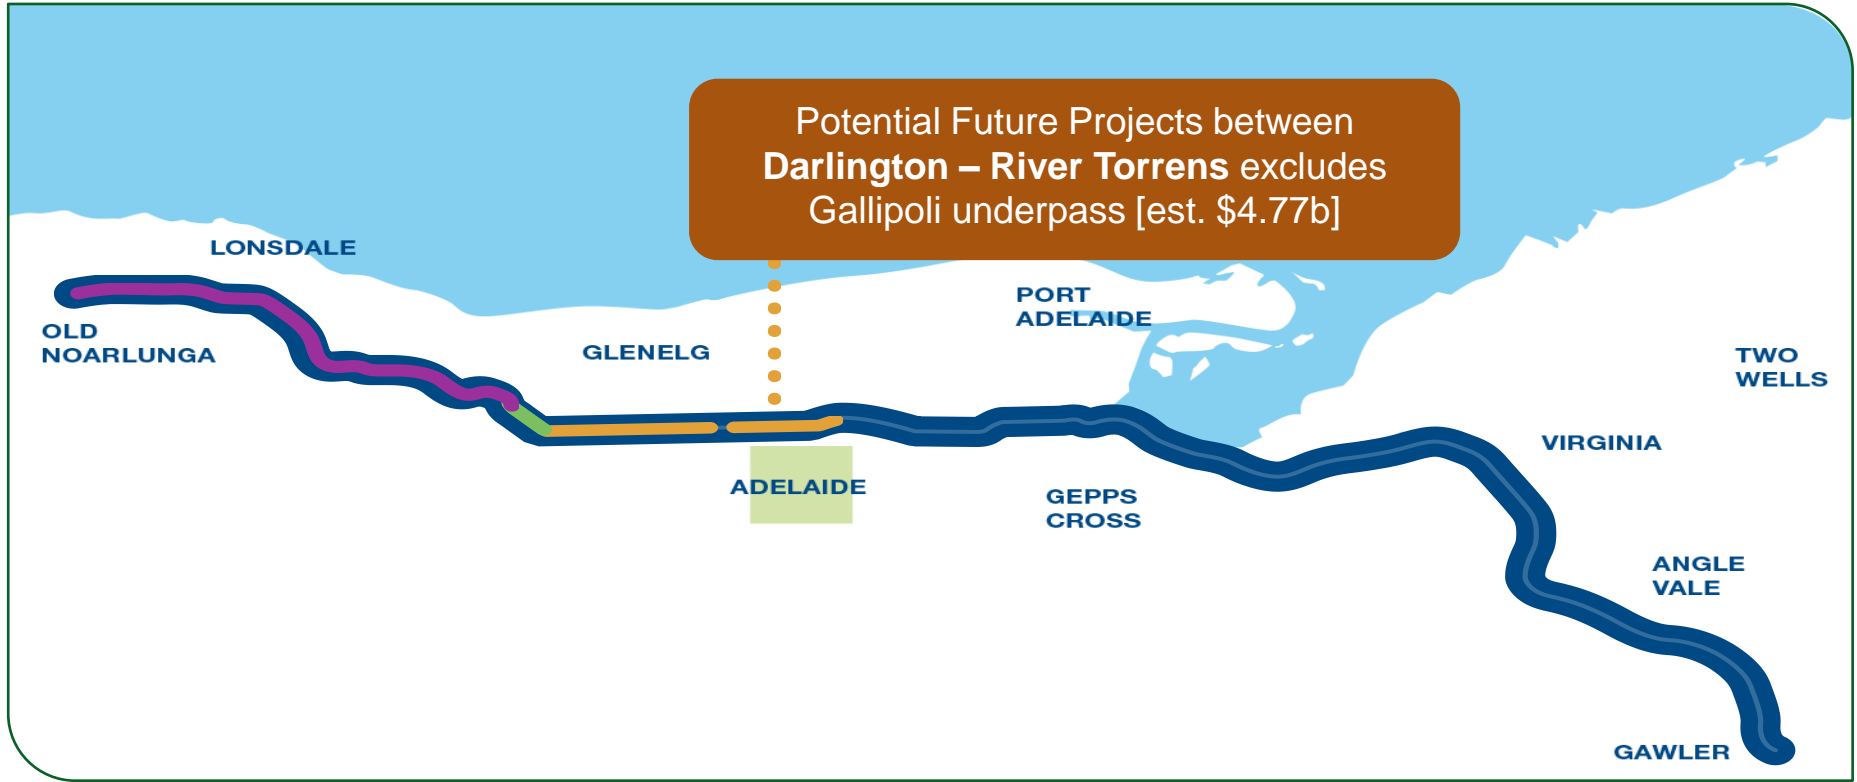 Potential Future Projects between
Darlington – River Torrens excludes
Gallipoli underpass [est. $4.77b]
LONSDALE
OLD
NOARLUNGA
GLENELG
PORT
ADELAIDE
TWO
WELLS
ADELAIDE
GEPPS
CROSS
VIRGINIA
ANGLE
VALE
GAWLER